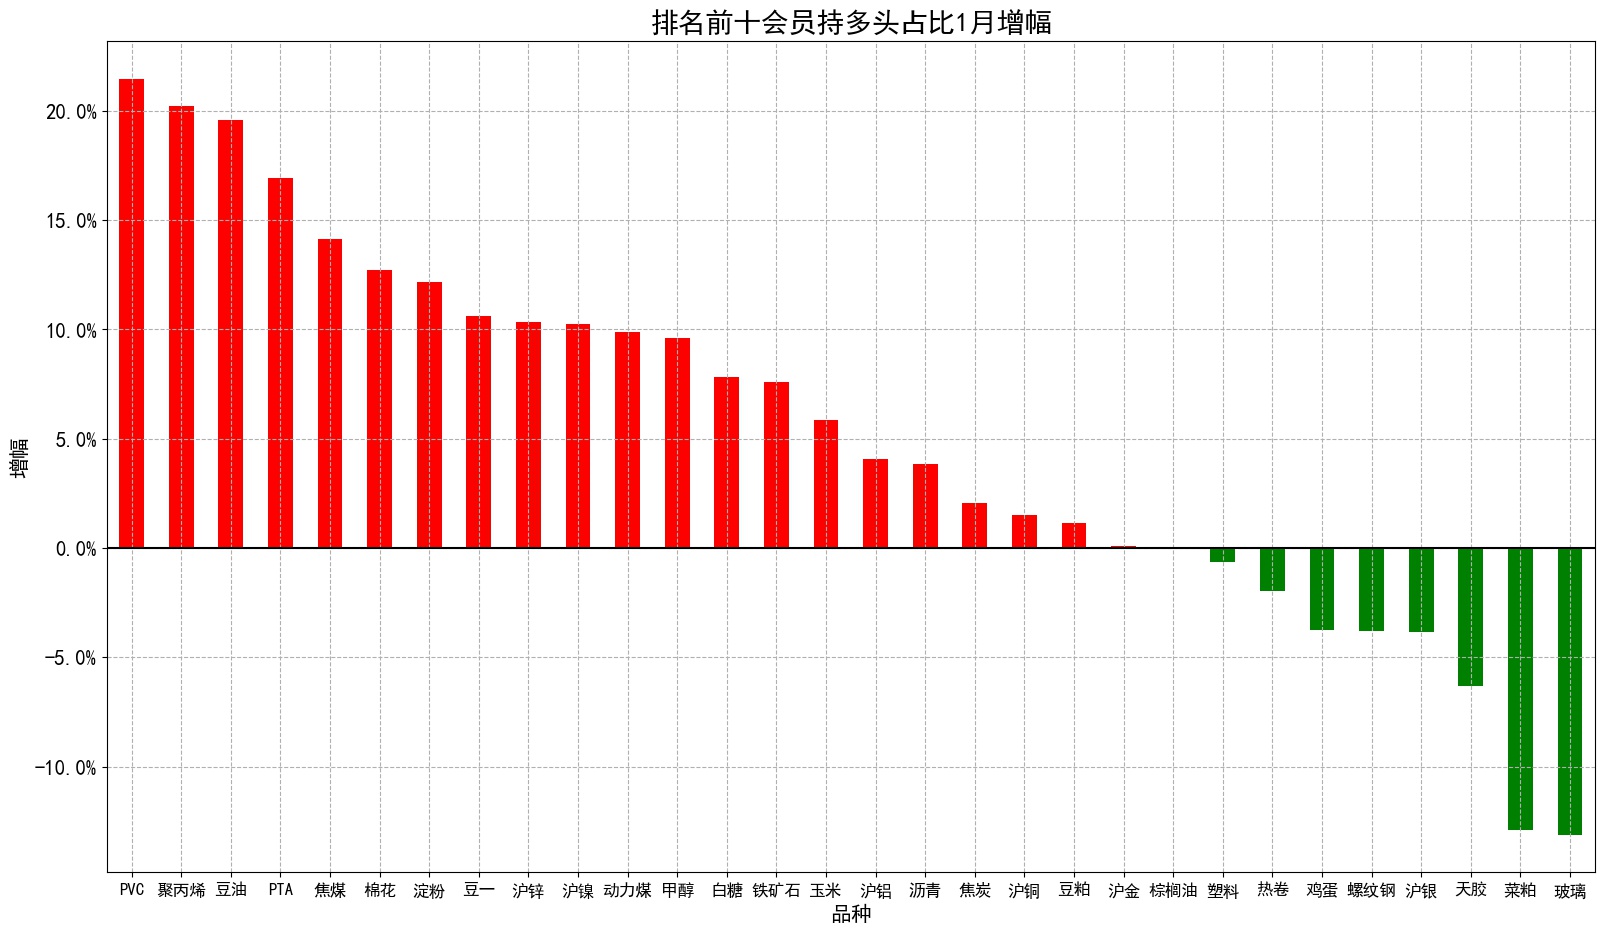 排名前十会员持多头占比1月增幅
增幅
20.0%
15.0%
10.0%
5.0%
0.0%
−5.0%
−10.0%
PVC 聚丙烯 豆油 PTA 焦煤 棉花 淀粉 豆一 沪锌 沪镍 动力煤 甲醇 白糖 铁矿石 玉米 沪铝 沥青 焦炭 沪铜 豆粕 沪金 棕榈油 塑料 热卷 鸡蛋 螺纹钢 沪银 天胶 菜粕 玻璃
品种